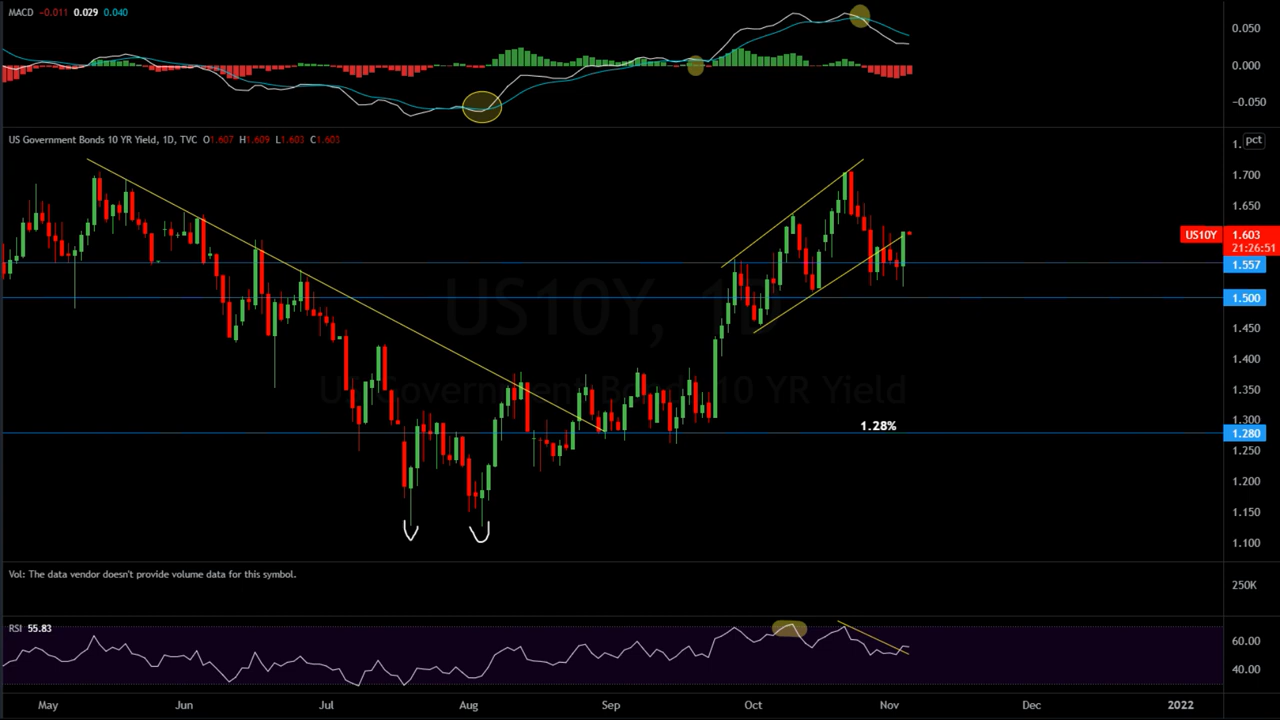 MACD -0.011 0.029 0.040
0.050
0.000
-0.050
US Government Bonds 10 YR Yield, 1D, TVC O1.607 H1.609 L1.603 C1.603
pct
1.700
1.650
US10Y 1.603
21:26:51
1.557
1.500
US10Y, 1D
1.450
1.400
US Government Bonds 10 YR Yield
1.350
1.300
1.28%
1.280
1.250
1.200
1.150
1.100
Vol: The data vendor doesn't provide volume data for this symbol.
250K
RSI 55.83
60.00
40.00
May Jun Jul Aug Sep Oct Nov Dec 2022